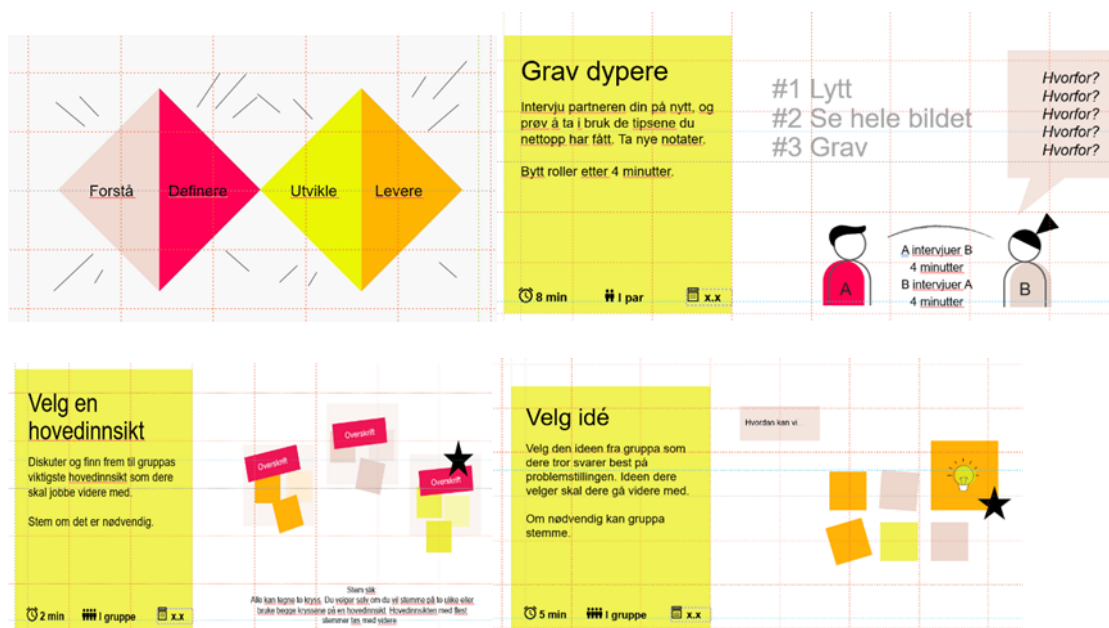 Forstå
Definere
Utvikle
Levere
Grav dypere
Intervju partneren din på nytt, og
prøv å ta i bruk de tipsene du
nettopp har fått. Ta nye notater.
Bytt roller etter 4 minutter.
8 min
I par
x.x
#1 Lytt
#2 Se hele bildet
#3 Grav
Hvorfor?
Hvorfor?
Hvorfor?
Hvorfor?
Hvorfor?
A intervjuer B
4 minutter
B intervjuer A
4 minutter
A
B
Velg en
hovedinnsikt
Diskuter og finn frem til gruppas
viktigste hovedinnsikt som dere
skal jobbe videre med.
Stem om det er nødvendig.
2 min
I gruppe
x.x
Overskrift
Overskrift
Overskrift
Stem slik
Alle kan tegne to kryss. Du velger selv om du vil stemme på to ulike eller
bruke begge kryssene på en hovedinnsikt. Hovedinnsikten med flest
stemmer tas med videre
Velg idé
Velg den ideen fra gruppa som
dere tror svarer best på
problemstillingen. Ideen dere
velger skal dere gå videre med.
Om nødvendig kan gruppa
stemme.
5 min
I gruppe
x.x
Hvordan kan vi...